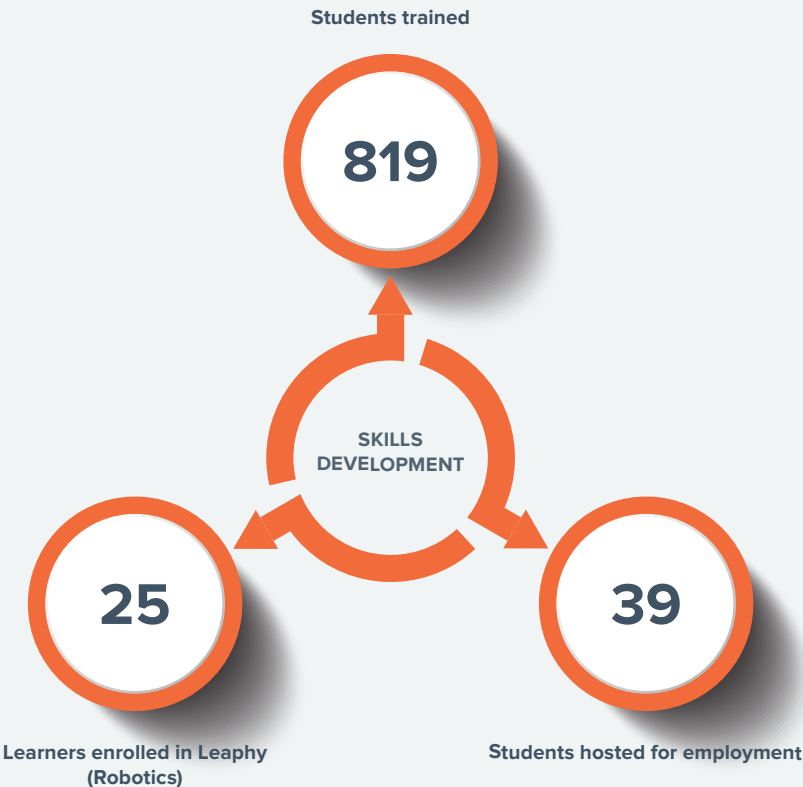 Students trained
819
SKILLS
DEVELOPMENT
25
39
Learners enrolled in Leaphy
(Robotics)
Students hosted for employment